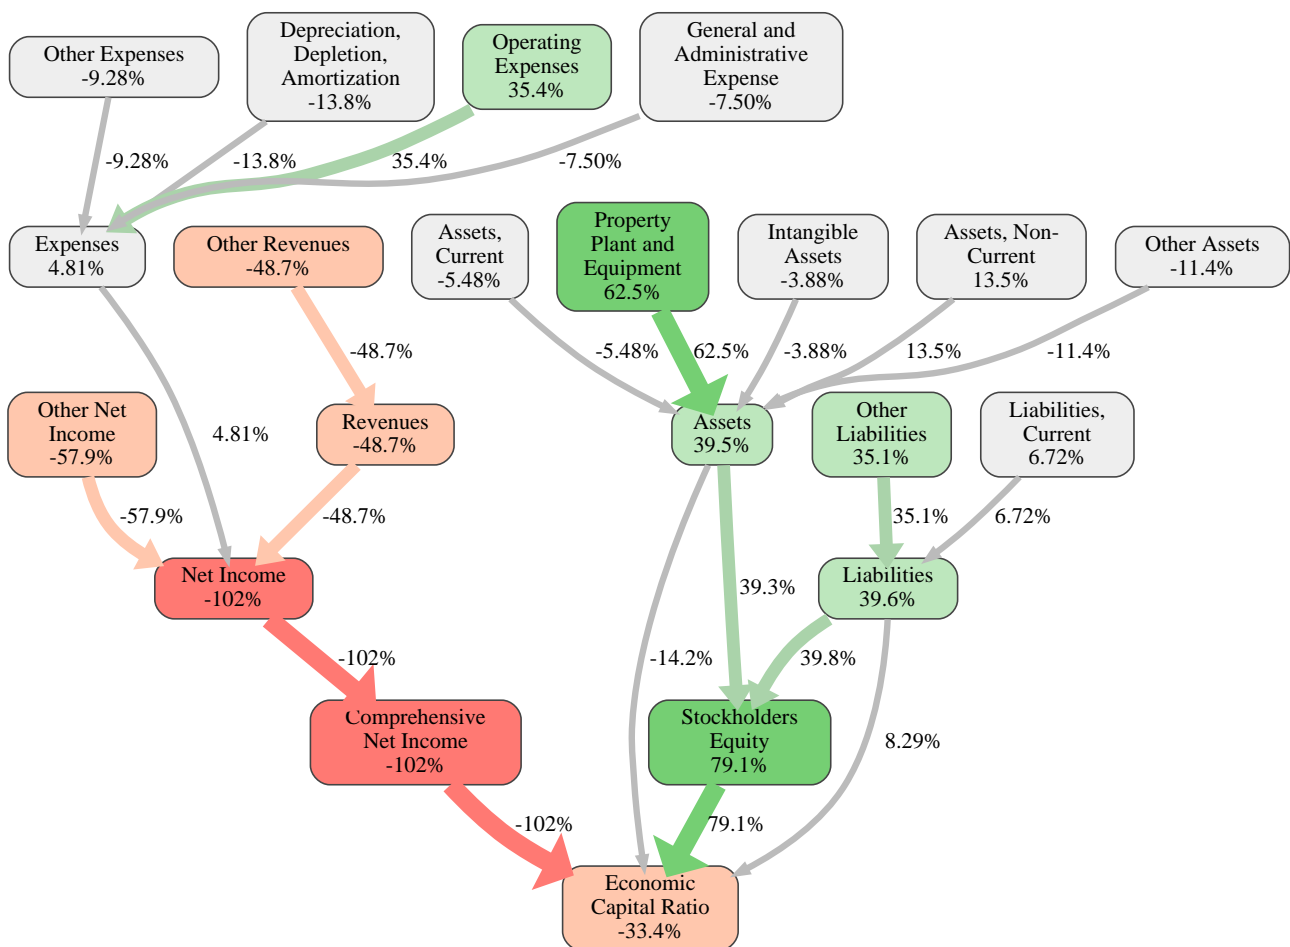 Other Expenses
-9.28%
Depreciation,
Depletion,
Amortization
-13.8%
Operating
Expenses
35.4%
General and
Administrative
Expense
-7.50%
-9.28%
-13.8%
35.4%
-7.50%
Expenses
4.81%
Other Revenues
-48.7%
Assets,
Current
-5.48%
Property
Plant and
Equipment
62.5%
Intangible
Assets
-3.88%
Assets, Non-
Current
13.5%
Other Assets
-11.4%
-48.7%
-5.48%
62.5%
-3.88%
13.5%
-11.4%
Other Net
Income
-57.9%
4.81%
Revenues
-48.7%
Assets
39.5%
Other
Liabilities
35.1%
Liabilities,
Current
6.72%
-57.9%
-48.7%
35.1%
6.72%
Net Income
-102%
39.3%
Liabilities
39.6%
-102%
-14.2%
39.8%
Comprehensive
Net Income
-102%
Stockholders
Equity
79.1%
8.29%
-102%
79.1%
Economic
Capital Ratio
-33.4%